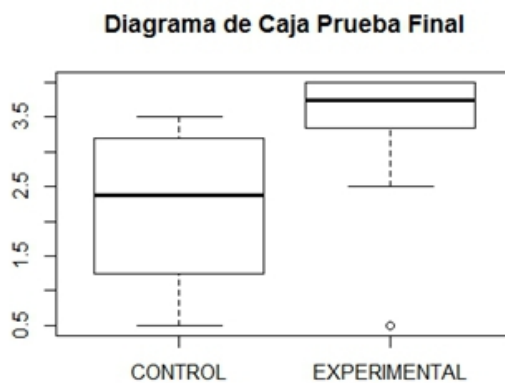 Diagrama de Caja Prueba Final
3.5
2.5
1.5
0.5
CONTROL EXPERIMENTAL